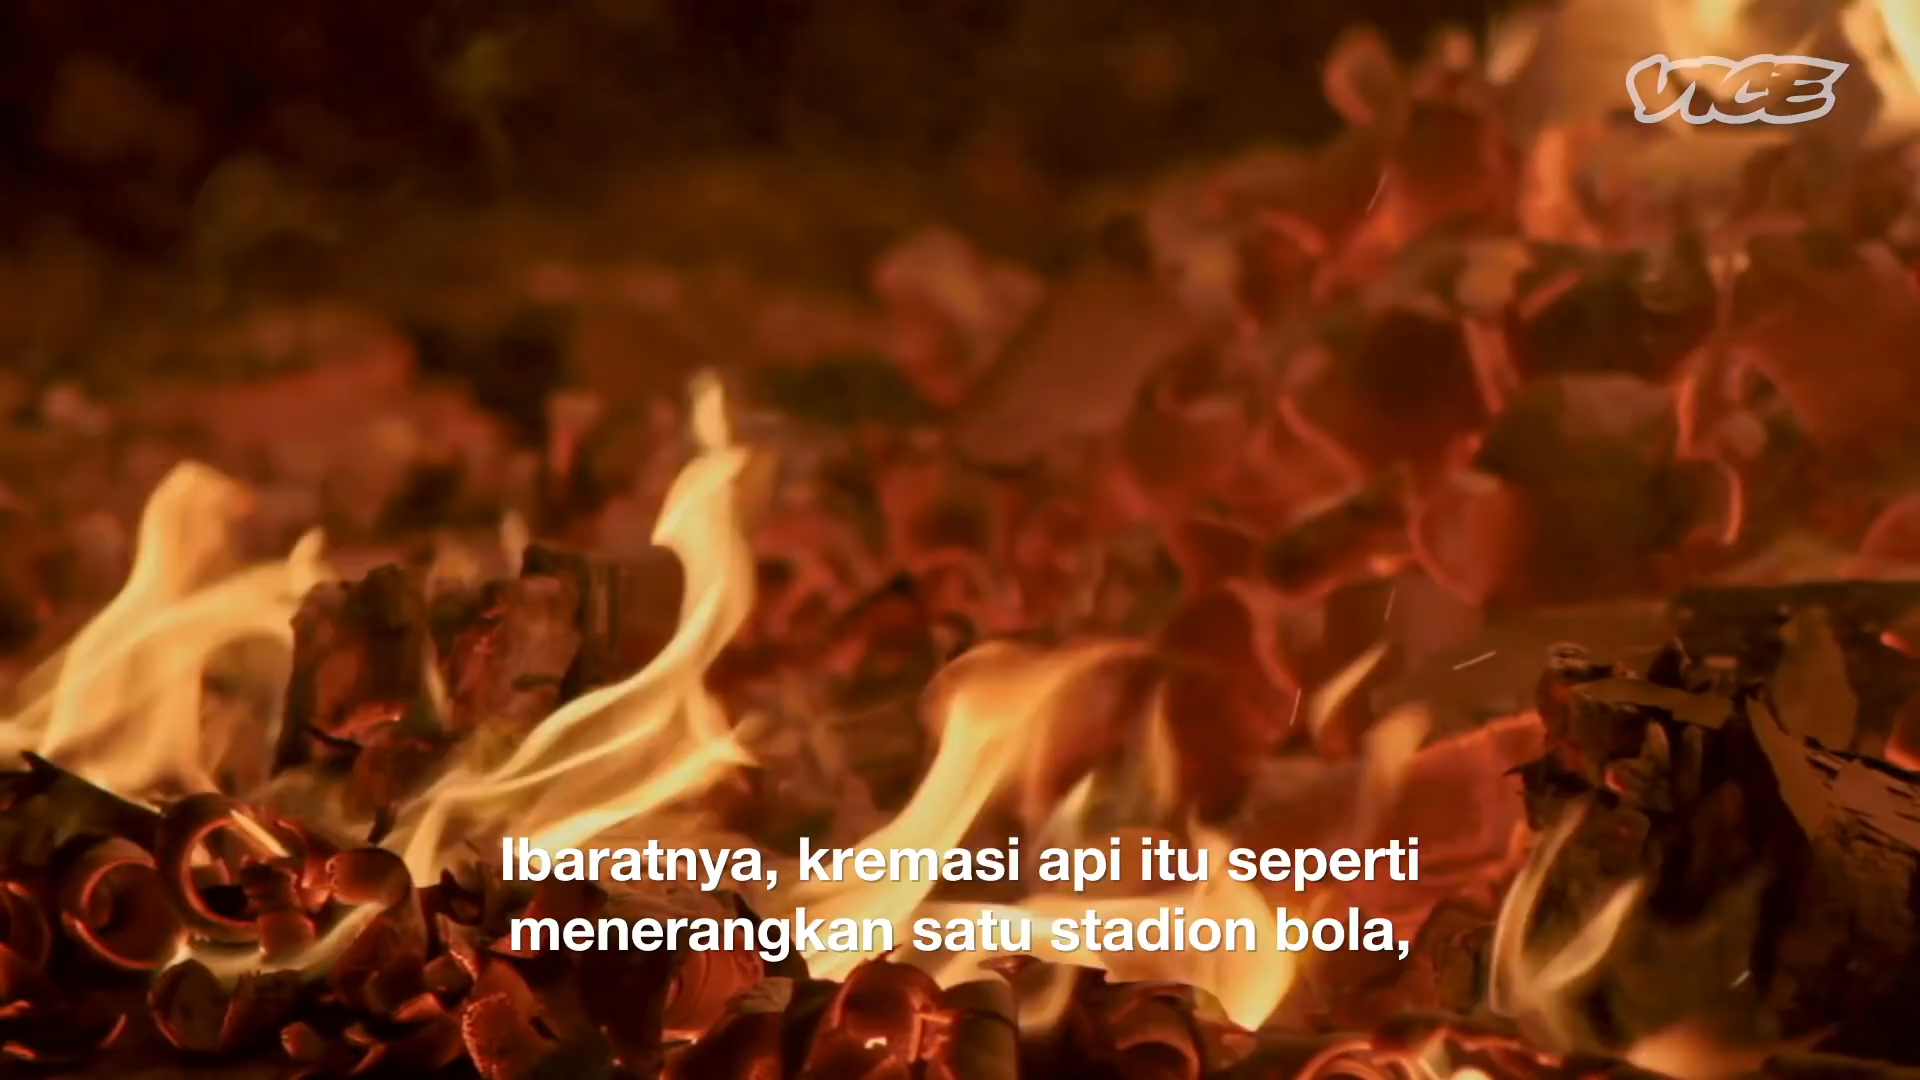 VICE
Ibaratnya, kremasi api itu seperti
menerangkan satu stadion bola,